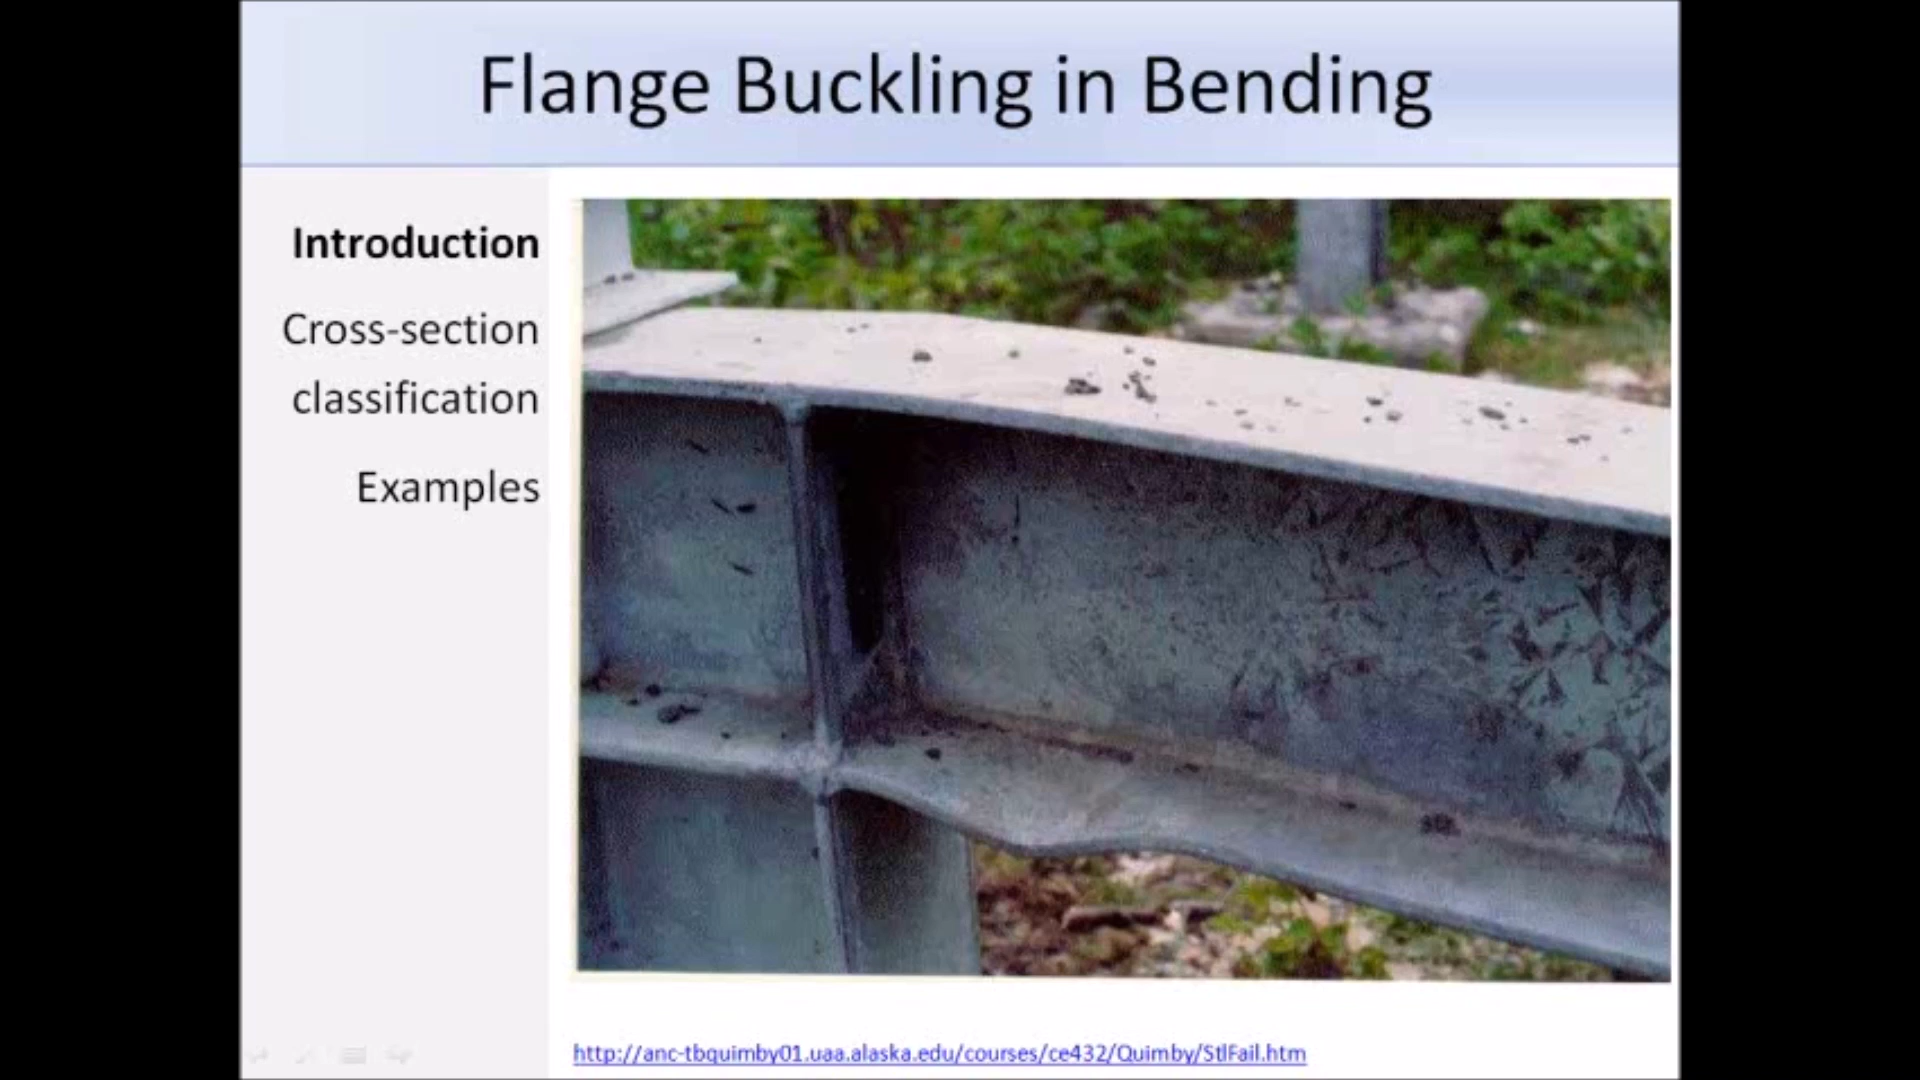 Flange Buckling in Bending
Introduction
Cross-section
classification
Examples
http://anc-tbquimby01.uaa.alaska.edu/courses/ce432/Quimby/StlFail.htm